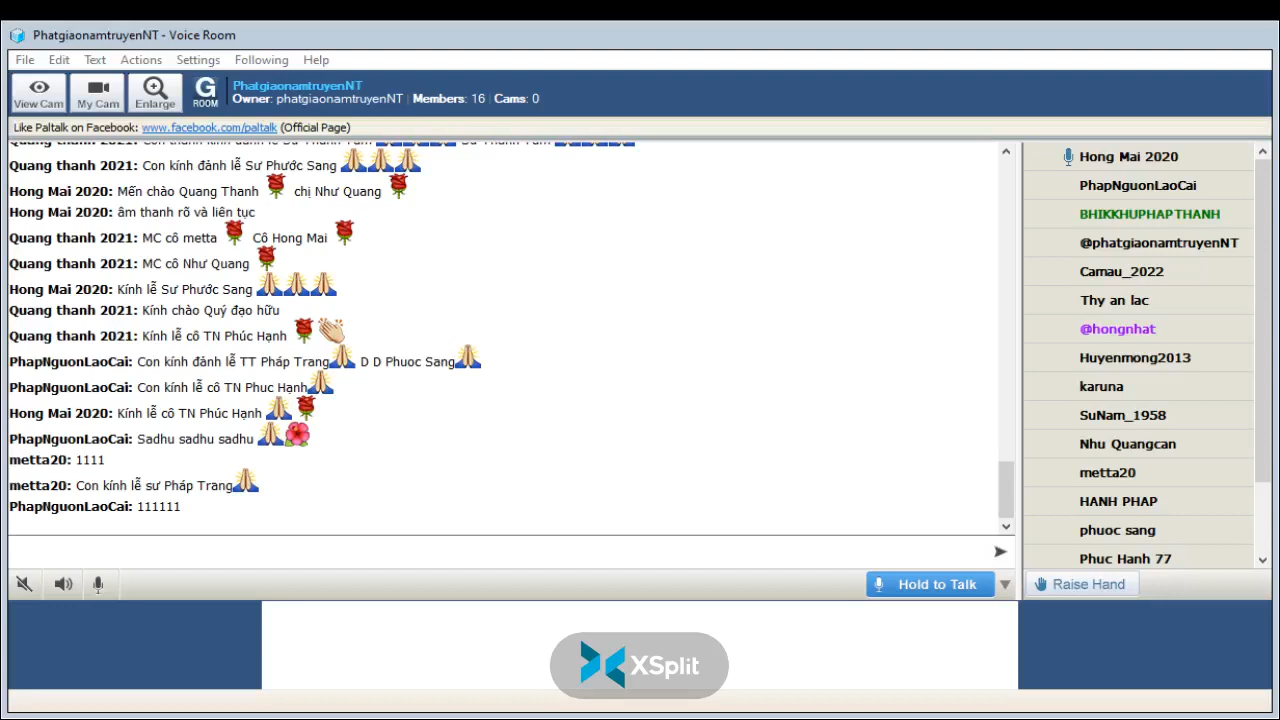 PhatgiaonamtruyenNT - Voice Room
File Edit Text Actions Settings Following Help
View Cam My Cam Enlarge G ROOM
PhatgiaonamtruyenNT
Owner: phatgiaonamtruyenNT Members: 16 Cams: 0
Like Paltalk on Facebook: www.facebook.com/paltalk (Official Page)
Quang thanh 2021: Con kính đảnh lễ Sư Phước Sang
Hong Mai 2020: Mến chào Quang Thanh chị Như Quang
Hong Mai 2020: âm thanh rõ và liên tục
Quang thanh 2021: MC cô metta Cô Hong Mai
Quang thanh 2021: MC cô Như Quang
Hong Mai 2020: Kính lễ Sư Phước Sang
Quang thanh 2021: Kính chào Quý đạo hữu
Quang thanh 2021: Kính lễ cô TN Phúc Hạnh
PhapNguonLaoCai: Con kính đảnh lễ TT Pháp Trang D D Phuoc Sang
PhapNguonLaoCai: Con kính lễ cô TN Phuc Hạnh
Hong Mai 2020: Kính lễ cô TN Phúc Hạnh
PhapNguonLaoCai: Sadhu sadhu sadhu
metta20: 1111
metta20: Con kính lễ sư Pháp Trang
PhapNguonLaoCai: 111111
Hold to Talk
Hong Mai 2020
PhapNguonLaoCai
BHIKKHUPHAPTHANH
@phatgiaonamtruyenNT
Camau_2022
Thy an lac
@hongnhat
Huyenmong2013
karuna
SuNam_1958
Nhu Quangcan
metta20
HANH PHAP
phuoc sang
Phuc Hanh 77
Raise Hand
XSplit